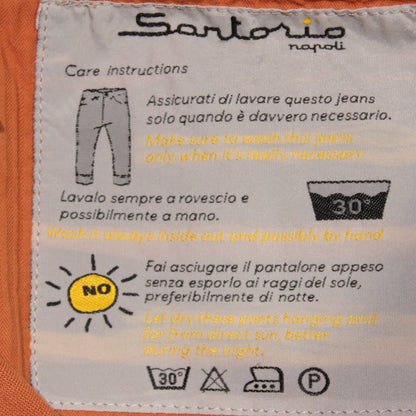 Sartorio
napoli
Care instructions
Assicurati di lavare questo jeans
solo quando è davvero necessario.
Make sure to wash this jeans
only when it's really necessary
Lavalo sempre a rovescio e
possibilmente a mano.
30°
Wash it always inside out and possibly to hand
Fai asciugare il pantalone appeso
senza esporlo ai raggi del sole,
preferibilmente di notte.
NO
Let dry these jeans hanging and
far from direct sun, better
during the night.
30° P